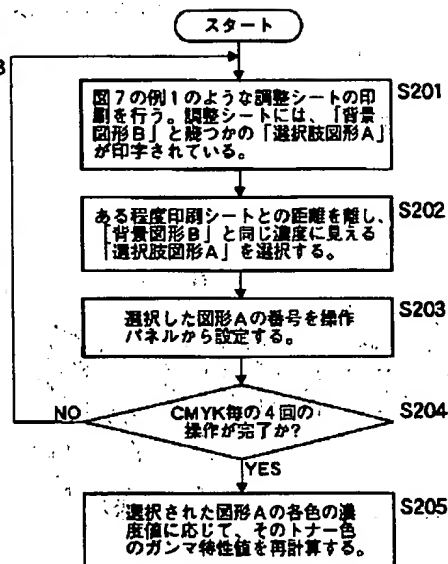 スタート
B
図7の例1のような調整シートの印
刷を行う。調整シートには、「背景
図形B」と幾つかの「選択肢図形A」
が印字されている。
S201
ある程度印刷シートとの距離を離し、
「背景図形B」と同じ濃度に見える
「選択肢図形A」を選択する。
S202
選択した図形Aの番号を操作
パネルから設定する。
S203
CMYK毎の4回の
操作が完了か?
S204
NO
YES
選択された図形Aの各色の濃
度値に応じて、そのトナー色
のガンマ特性値を再計算する。
S205